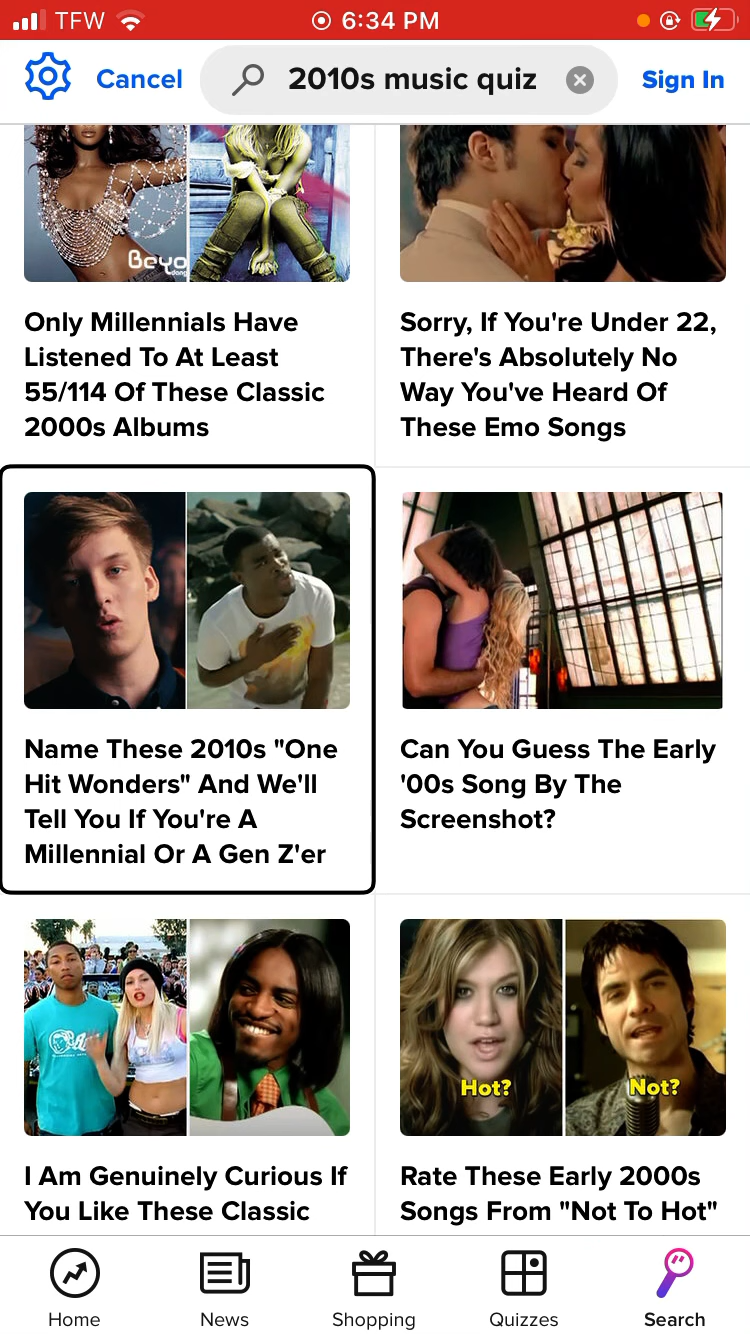 TFW 6:34 PM
Cancel 2010s music quiz Sign In
Beyo
dang
Only Millennials Have
Listened To At Least
55/114 Of These Classic
2000s Albums
Sorry, If You're Under 22,
There's Absolutely No
Way You've Heard Of
These Emo Songs
Name These 2010s "One
Hit Wonders" And We'll
Tell You If You're A
Millennial Or A Gen Z'er
Can You Guess The Early
'00s Song By The
Screenshot?
Hot? Not?
I Am Genuinely Curious If
You Like These Classic
Rate These Early 2000s
Songs From "Not To Hot"
Home News Shopping Quizzes Search